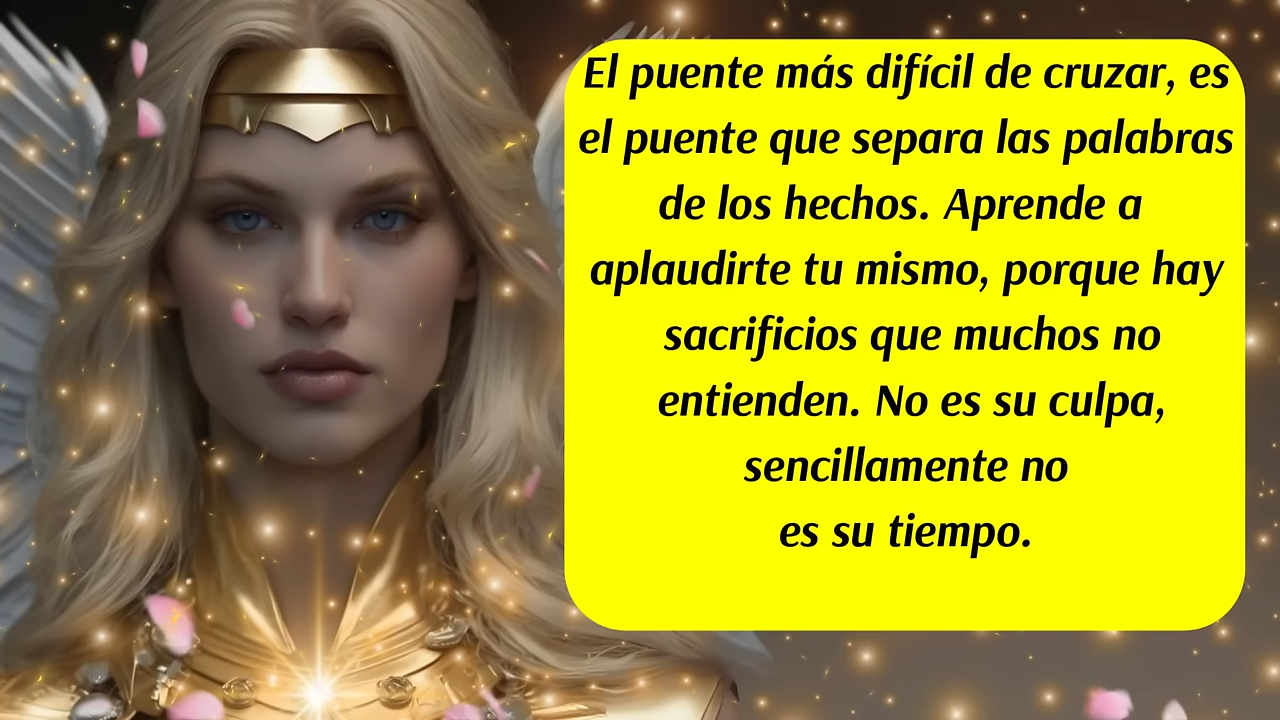 El puente más difícil de cruzar, es
el puente que separa las palabras
de los hechos. Aprende a
aplaudirte tu mismo, porque hay
sacrificios que muchos no
entienden. No es su culpa,
sencillamente no
es su tiempo.